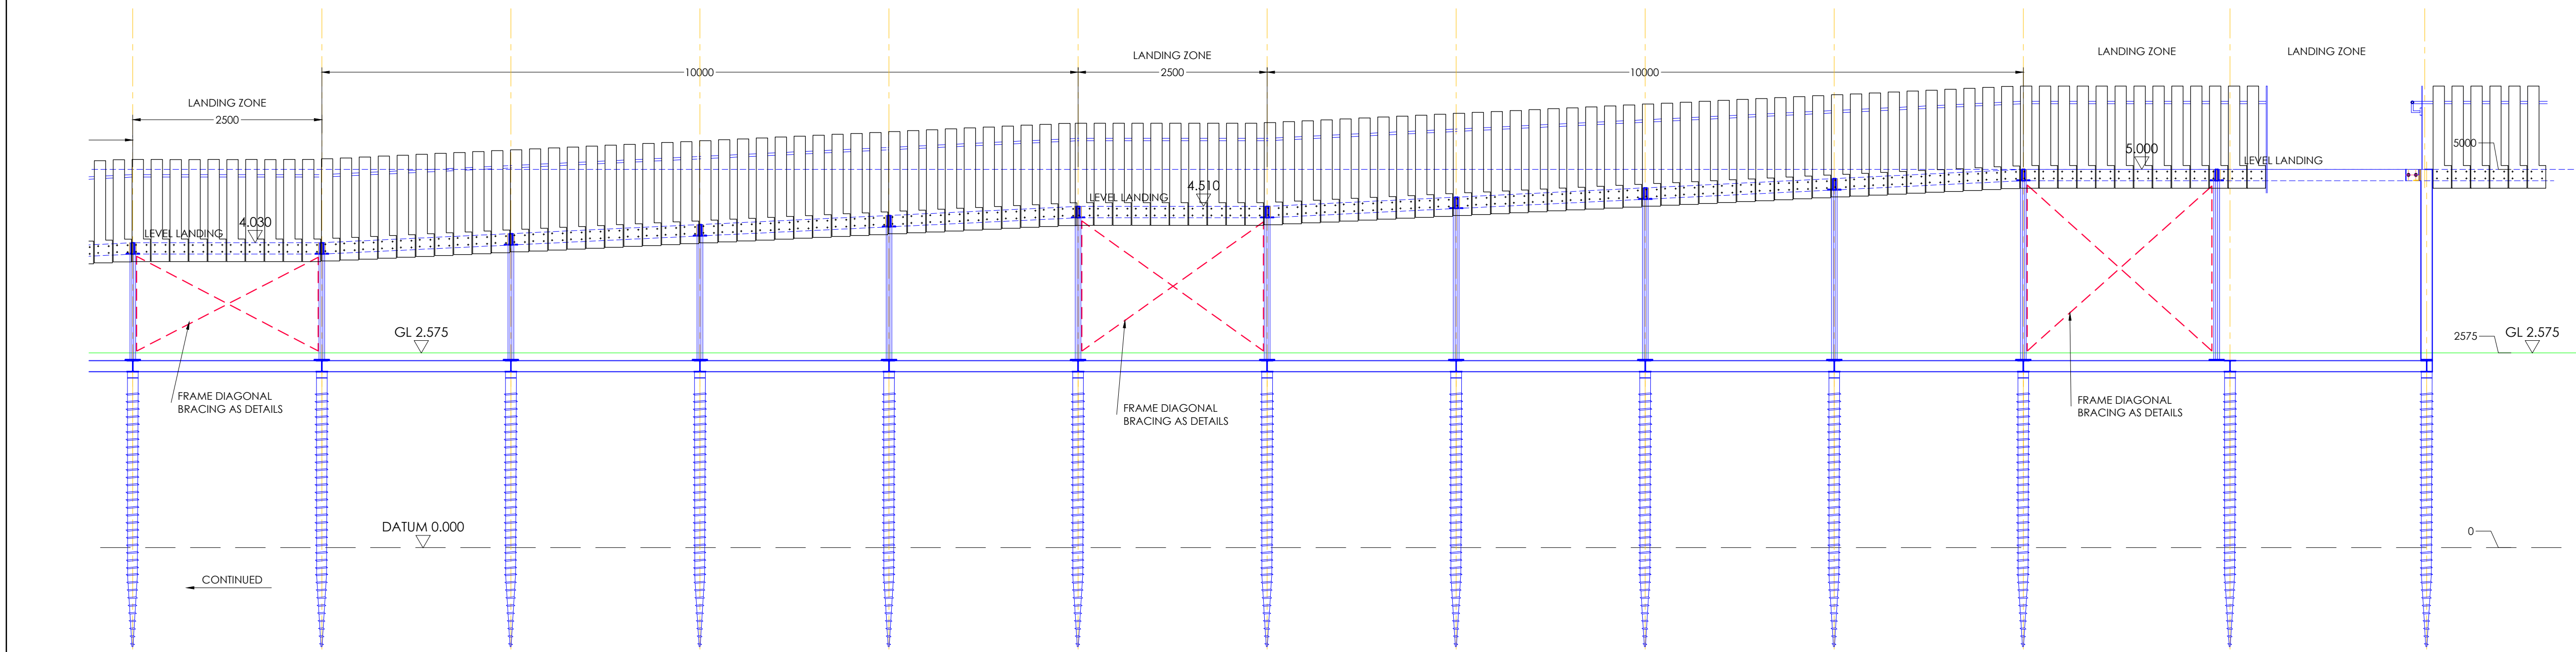 LANDING ZONE
LANDING ZONE
LANDING ZONE
10000
2500
10000
LANDING ZONE
2500
5000
5.000
LEVEL LANDING
4.510
LEVEL LANDING
4.030
LEVEL LANDING
GL 2.575
2575
GL 2.575
FRAME DIAGONAL
BRACING AS DETAILS
FRAME DIAGONAL
BRACING AS DETAILS
FRAME DIAGONAL
BRACING AS DETAILS
DATUM 0.000
0
CONTINUED